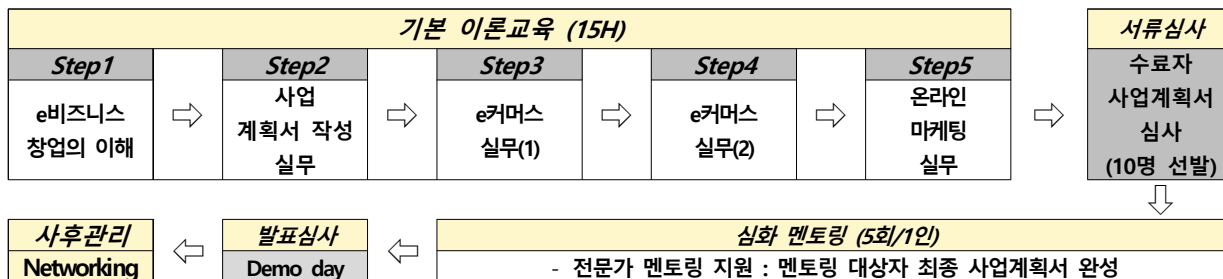 기본 이론교육 (15H)
Step1
e비즈니스
창업의 이해
Step2
사업
계획서 작성
실무
Step3
e커머스
실무(1)
Step4
e커머스
실무(2)
Step5
온라인
마케팅
실무
서류심사
수료자
사업계획서
심사
(10명 선발)
심화 멘토링 (5회/1인)
- 전문가 멘토링 지원 : 멘토링 대상자 최종 사업계획서 완성
발표심사
Demo day
사후관리
Networking